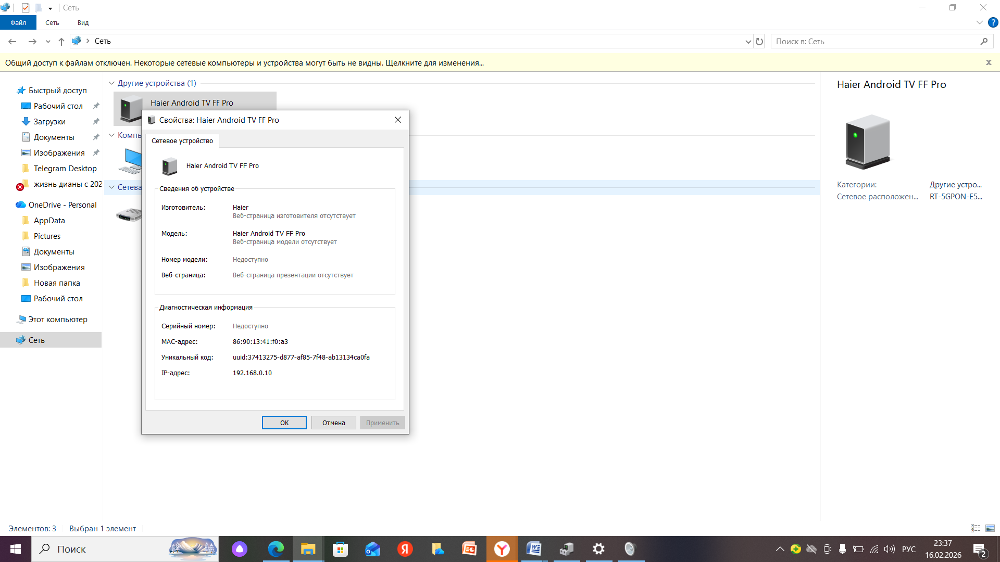 Сеть
Файл
Сеть
Вид
Сеть
Поиск в: Сеть
Общий доступ к файлам отключен. Некоторые сетевые компьютеры и устройства могут быть не видны. Щелкните для изменения...
Быстрый доступ
Рабочий стол
Загрузки
Документы
Изображения
Telegram Desktop
жизнь дианы с 202
OneDrive - Personal
AppData
Pictures
Документы
Изображения
Новая папка
Рабочий стол
Этот компьютер
Сеть
Другие устройства (1)
Haier Android TV FF Pro
Компь
Сетева
Свойства: Haier Android TV FF Pro
Сетевое устройство
Haier Android TV FF Pro
Сведения об устройстве
Изготовитель: Haier
Веб-страница изготовителя отсутствует
Модель: Haier Android TV FF Pro
Веб-страница модели отсутствует
Номер модели: Недоступно
Веб-страница: Веб-страница презентации отсутствует
Диагностическая информация
Серийный номер: Недоступно
MAC-адрес: 86:90:13:41:f0:a3
Уникальный код: uuid:37413275-d877-af85-7f48-ab13134ca0fa
IP-адрес: 192.168.0.10
ОК
Отмена
Применить
Haier Android TV FF Pro
Категории: Другие устро...
Сетевое расположен... RT-5GPON-E5...
Элементов: 3
Выбран 1 элемент
Поиск
РУС
23:37
16.02.2026
2